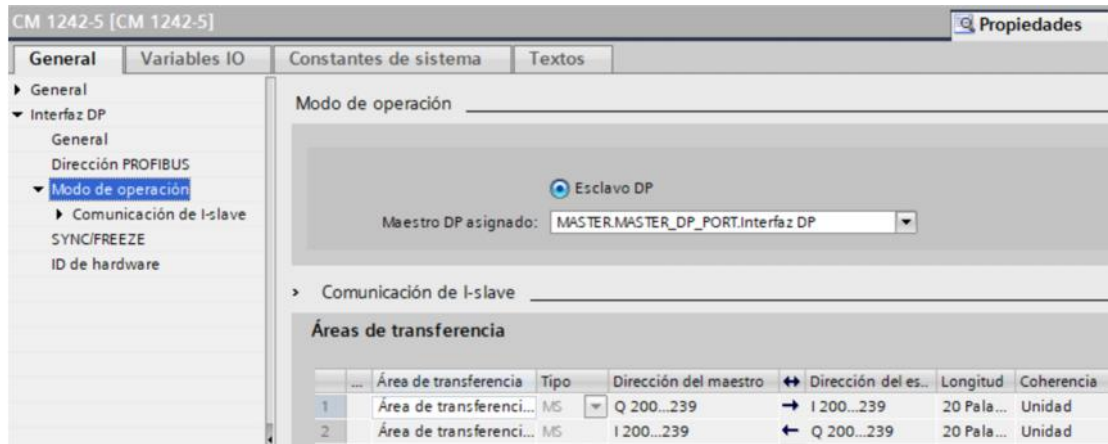 CM 1242-5 [CM 1242-5]
Propiedades
General Variables IO Constantes de sistema Textos
General
Interfaz DP
General
Dirección PROFIBUS
Modo de operación
Comunicación de I-slave
SYNC/FREEZE
ID de hardware
Modo de operación
Esclavo DP
Maestro DP asignado: MASTER.MASTER_DP_PORT.Interfaz DP
Comunicación de I-slave
Áreas de transferencia
... Área de transferencia Tipo Dirección del maestro ↔ Dirección del es.. Longitud Coherencia
1 Área de transferenci... MS Q 200...239 → I 200...239 20 Pala... Unidad
2 Área de transferenci... MS I 200...239 ← Q 200...239 20 Pala... Unidad